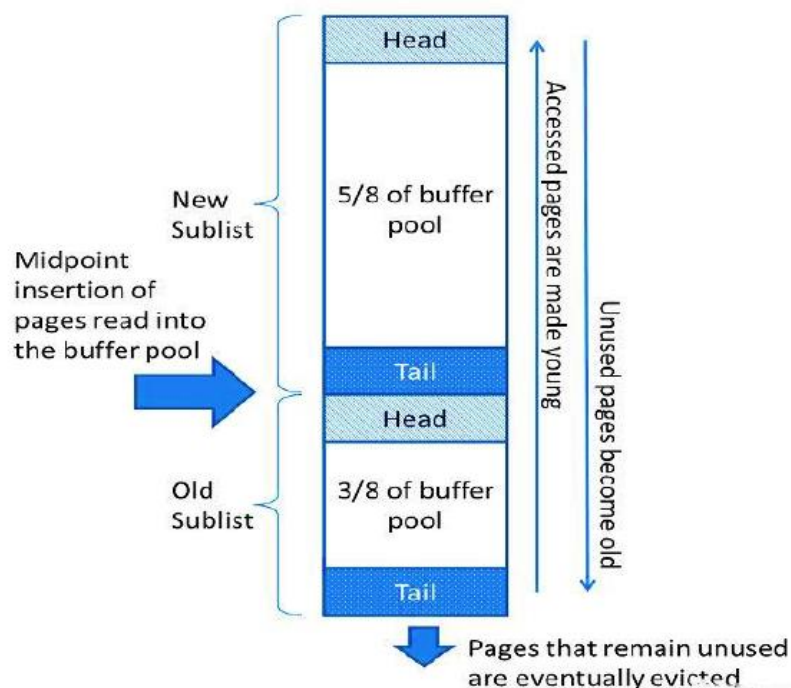 Head
5/8 of buffer
pool
New
Sublist
Midpoint
insertion of
pages read into
the buffer pool
Tail
Head
3/8 of buffer
pool
Old
Sublist
Tail
Accessed pages are made young
Unused pages become old
Pages that remain unused
are eventually evicted